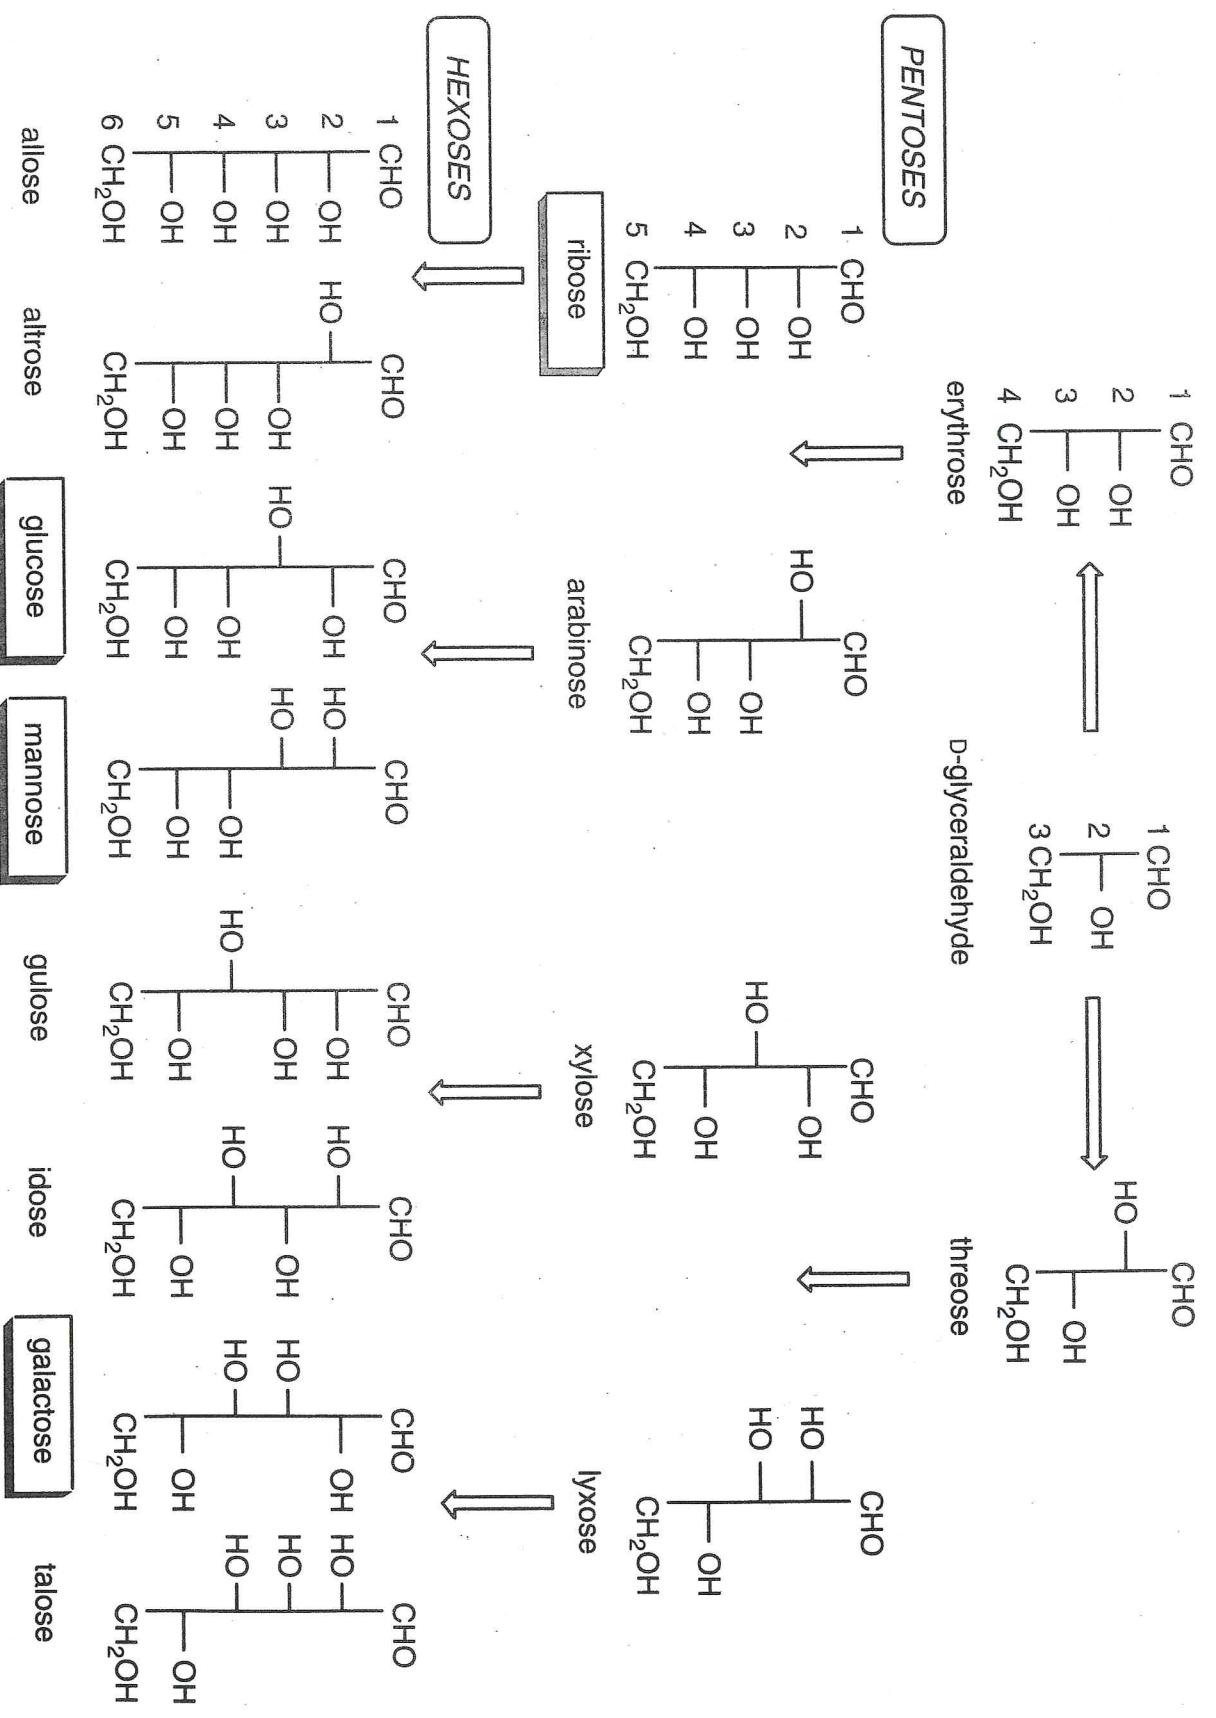 1 CHO
2 OH
3 CH₂OH
D-glyceraldehyde
1 CHO
2 OH
3 OH
4 CH₂OH
erythrose
CHO
HO
OH
CH₂OH
threose
PENTOSES
1 CHO
2 OH
3 OH
4 OH
5 CH₂OH
ribose
CHO
HO
OH
OH
CH₂OH
arabinose
CHO
OH
HO
OH
CH₂OH
xylose
CHO
HO
HO
OH
CH₂OH
lyxose
HEXOSES
1 CHO
2 OH
3 OH
4 OH
5 OH
6 CH₂OH
allose
CHO
HO
OH
OH
OH
CH₂OH
altrose
CHO
OH
HO
OH
OH
CH₂OH
glucose
CHO
HO
HO
OH
OH
CH₂OH
mannose
CHO
OH
OH
HO
OH
CH₂OH
gulose
CHO
HO
OH
HO
OH
CH₂OH
idose
CHO
OH
HO
HO
OH
CH₂OH
galactose
CHO
HO
HO
HO
OH
CH₂OH
talose